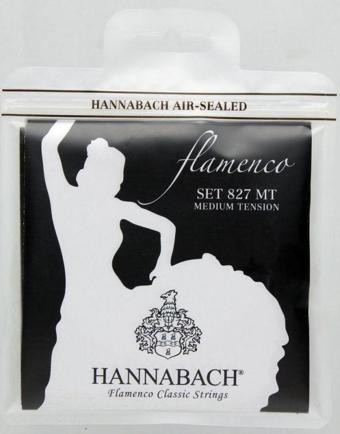 HANNABACH AIR-SEALED
flamenco
SET 827 MT
MEDIUM TENSION
HANNABACH®
Flamenco Classic Strings